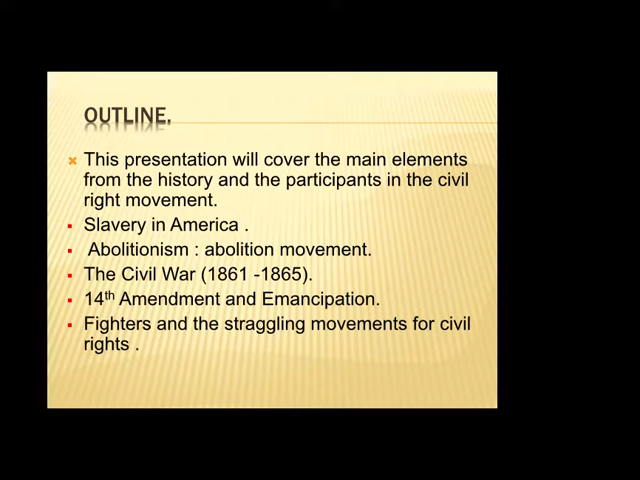 OUTLINE.
This presentation will cover the main elements
from the history and the participants in the civil
right movement.
Slavery in America .
Abolitionism : abolition movement.
The Civil War (1861 -1865).
14th Amendment and Emancipation.
Fighters and the straggling movements for civil
rights .